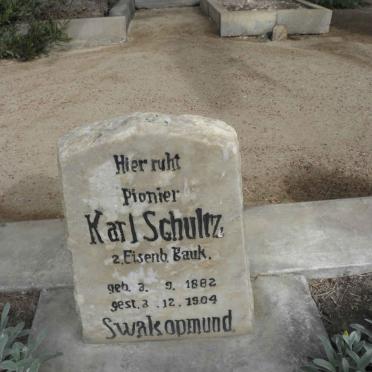 Hier ruht
Pionier
Karl Schultz
2. Eisenb. Bauk.
geb. 3. 9. 1882
gest. 3. 12. 1904
Swakopmund